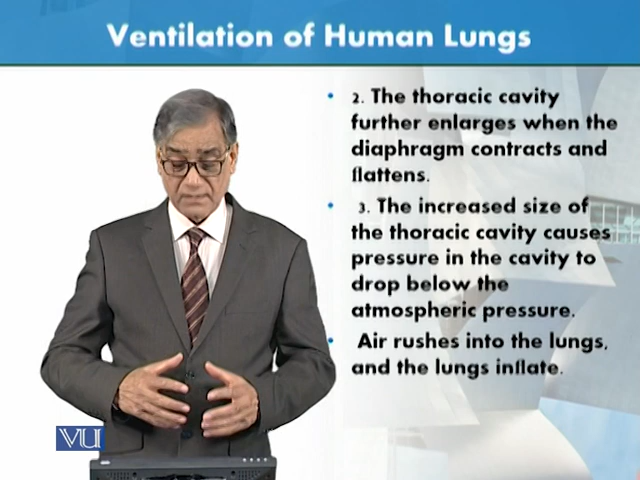 Ventilation of Human Lungs
• 2. The thoracic cavity
further enlarges when the
diaphragm contracts and
flattens.
• 3. The increased size of
the thoracic cavity causes
pressure in the cavity to
drop below the
atmospheric pressure.
• Air rushes into the lungs,
and the lungs inflate.
VU